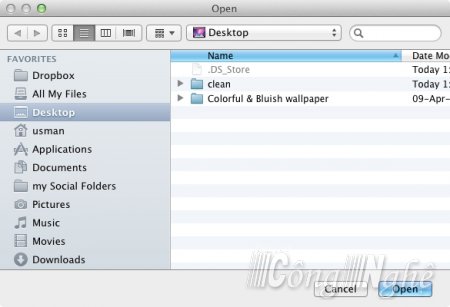 Open
Desktop
FAVORITES
Dropbox
All My Files
Desktop
usman
Applications
Documents
my Social Folders
Pictures
Music
Movies
Downloads
Name Date Mo
.DS_Store Today 1:
clean Today 1:
Colorful & Bluish wallpaper 09-Apr-
Công Nghệ
Cancel Open